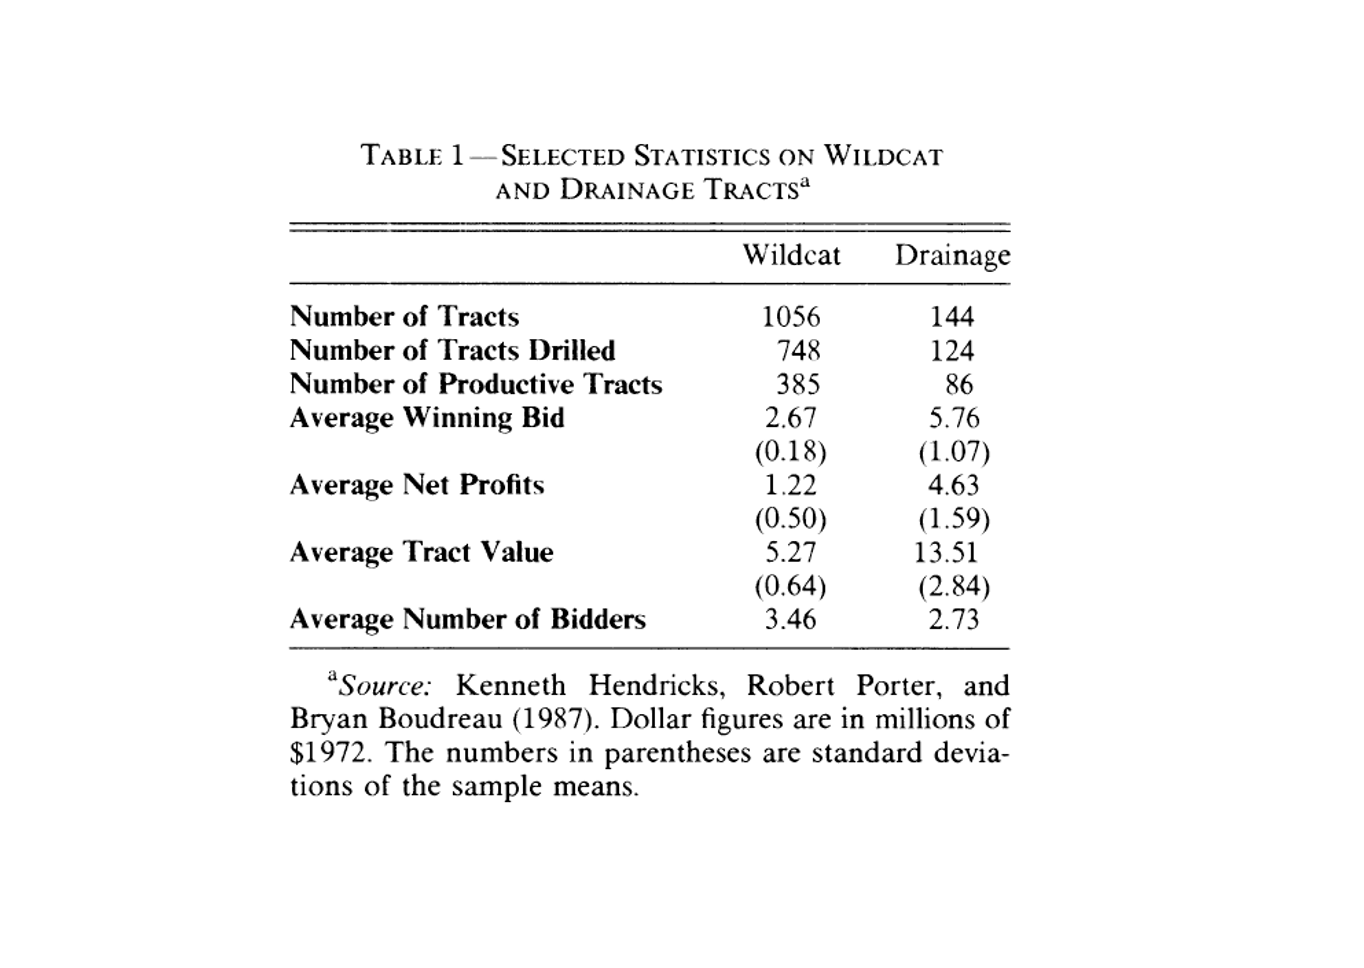 TABLE 1—SELECTED STATISTICS ON WILDCAT
AND DRAINAGE TRACTSa
Wildcat Drainage
Number of Tracts 1056 144
Number of Tracts Drilled 748 124
Number of Productive Tracts 385 86
Average Winning Bid 2.67 5.76
(0.18) (1.07)
Average Net Profits 1.22 4.63
(0.50) (1.59)
Average Tract Value 5.27 13.51
(0.64) (2.84)
Average Number of Bidders 3.46 2.73
aSource: Kenneth Hendricks, Robert Porter, and
Bryan Boudreau (1987). Dollar figures are in millions of
$1972. The numbers in parentheses are standard devia-
tions of the sample means.